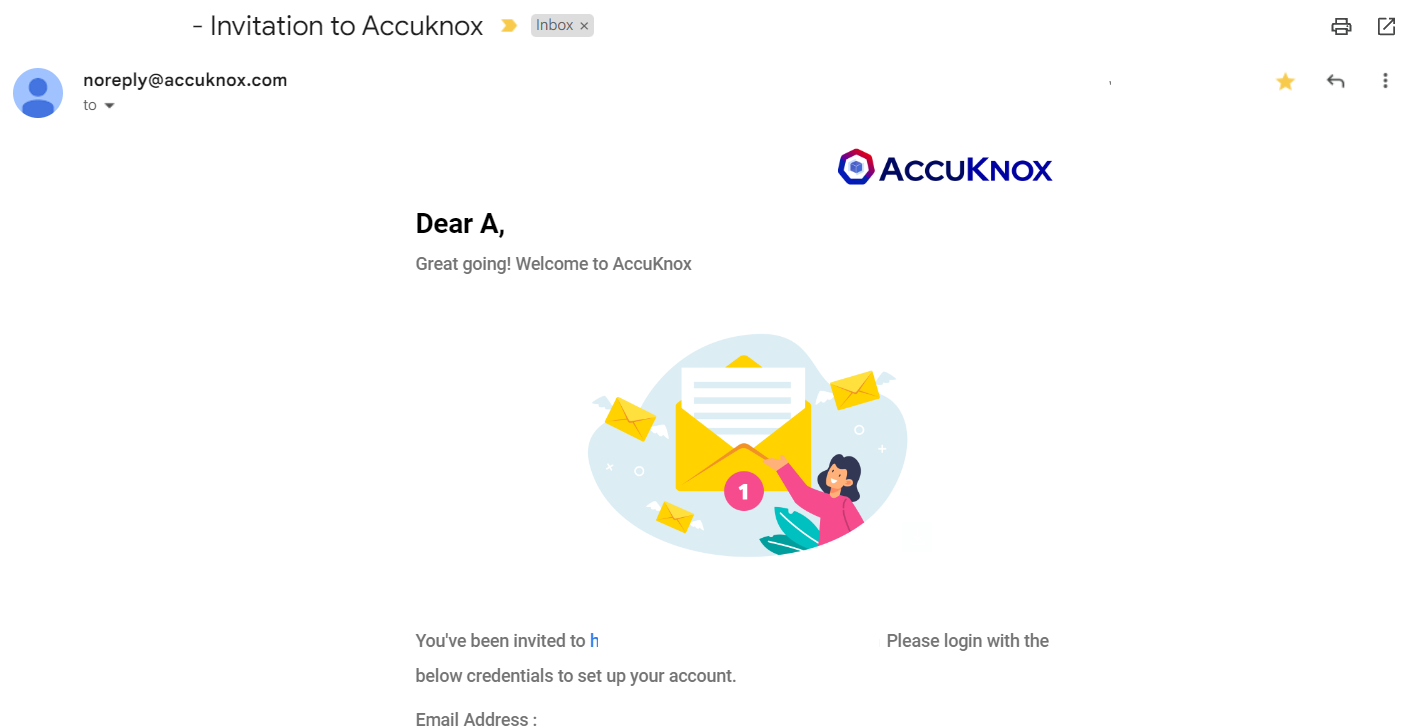 - Invitation to Accuknox Inbox ×
noreply@accuknox.com
to
ACCUKNOX
Dear A,
Great going! Welcome to AccuKnox
1
You've been invited to h Please login with the
below credentials to set up your account.
Email Address :